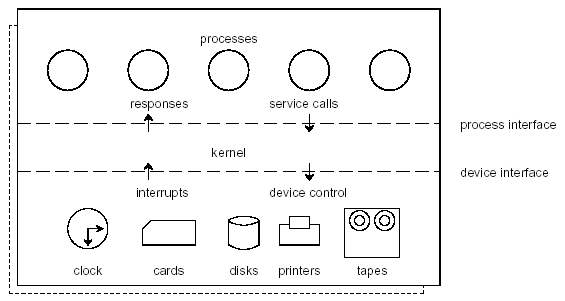 processes
responses
service calls
process interface
kernel
device interface
interrupts
device control
clock
cards
disks
printers
tapes